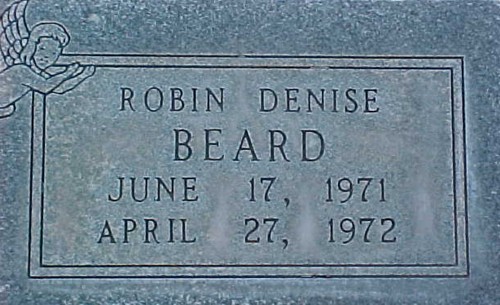 ROBIN DENISE
BEARD
JUNE 17, 1971
APRIL 27, 1972